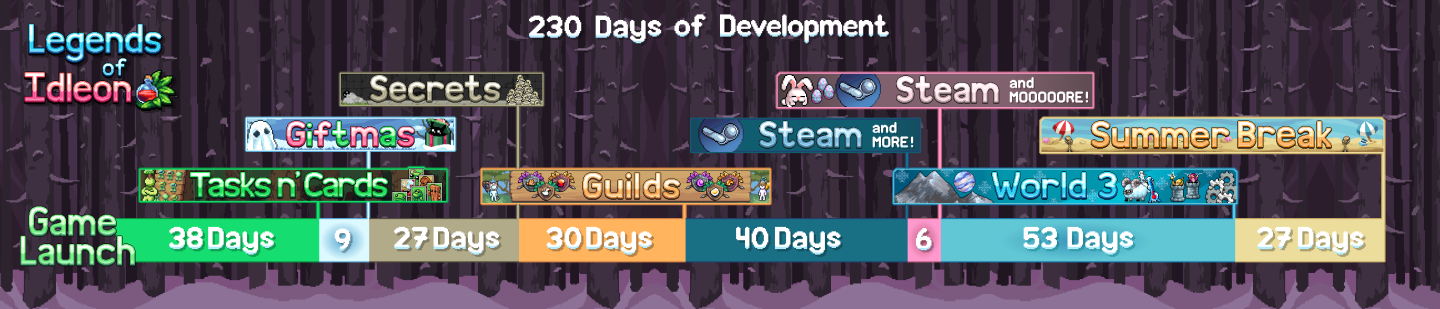 230 Days of Development
Legends
of
Idleon
Secrets
Steam and
MOOOOORE!
Giftmas
Steam and
MORE!
Summer Break
Tasks n' Cards
Guilds
World 3
Game
Launch
38 Days
9
27 Days
30 Days
40 Days
6
53 Days
27 Days